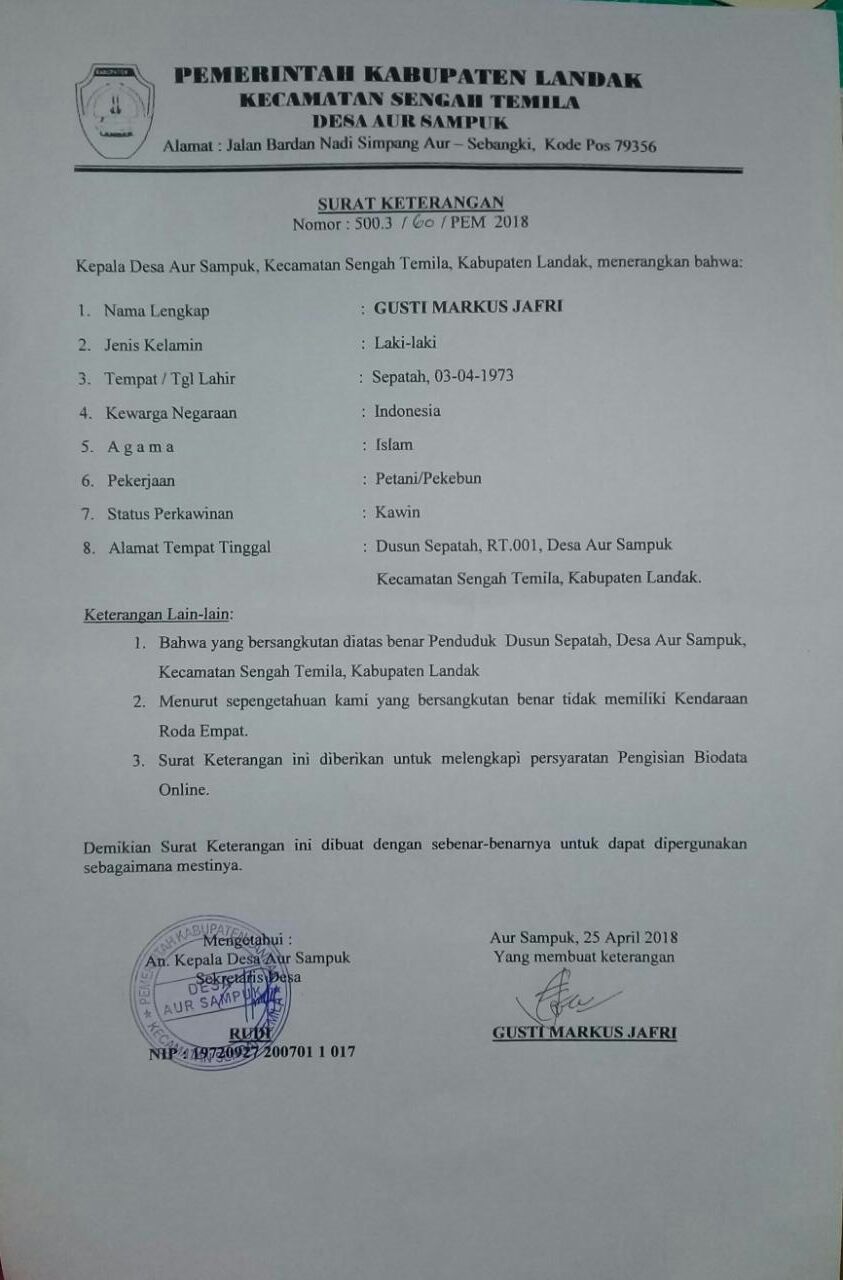 KABUPATEN
LANDAK
PEMERINTAH KABUPATEN LANDAK
KECAMATAN SENGAH TEMILA
DESA AUR SAMPUK
Alamat : Jalan Bardan Nadi Simpang Aur – Sebangki, Kode Pos 79356
SURAT KETERANGAN
Nomor : 500.3 / 60 / PEM 2018
Kepala Desa Aur Sampuk, Kecamatan Sengah Temila, Kabupaten Landak, menerangkan bahwa:
1. Nama Lengkap : GUSTI MARKUS JAFRI
2. Jenis Kelamin : Laki-laki
3. Tempat / Tgl Lahir : Sepatah, 03-04-1973
4. Kewarga Negaraan : Indonesia
5. A g a m a : Islam
6. Pekerjaan : Petani/Pekebun
7. Status Perkawinan : Kawin
8. Alamat Tempat Tinggal : Dusun Sepatah, RT.001, Desa Aur Sampuk
Kecamatan Sengah Temila, Kabupaten Landak.
Keterangan Lain-lain:
1. Bahwa yang bersangkutan diatas benar Penduduk Dusun Sepatah, Desa Aur Sampuk,
Kecamatan Sengah Temila, Kabupaten Landak
2. Menurut sepengetahuan kami yang bersangkutan benar tidak memiliki Kendaraan
Roda Empat.
3. Surat Keterangan ini diberikan untuk melengkapi persyaratan Pengisian Biodata
Online.
Demikian Surat Keterangan ini dibuat dengan sebenar-benarnya untuk dapat dipergunakan
sebagaimana mestinya.
Mengetahui :
An. Kepala Desa Aur Sampuk
Sekretaris Desa
PEMERINTAH KABUPATEN
DESA
AUR SAMPUK
KECAMATAN
RUDI
NIP : 19720927 200701 1 017
Aur Sampuk, 25 April 2018
Yang membuat keterangan
GUSTI MARKUS JAFRI